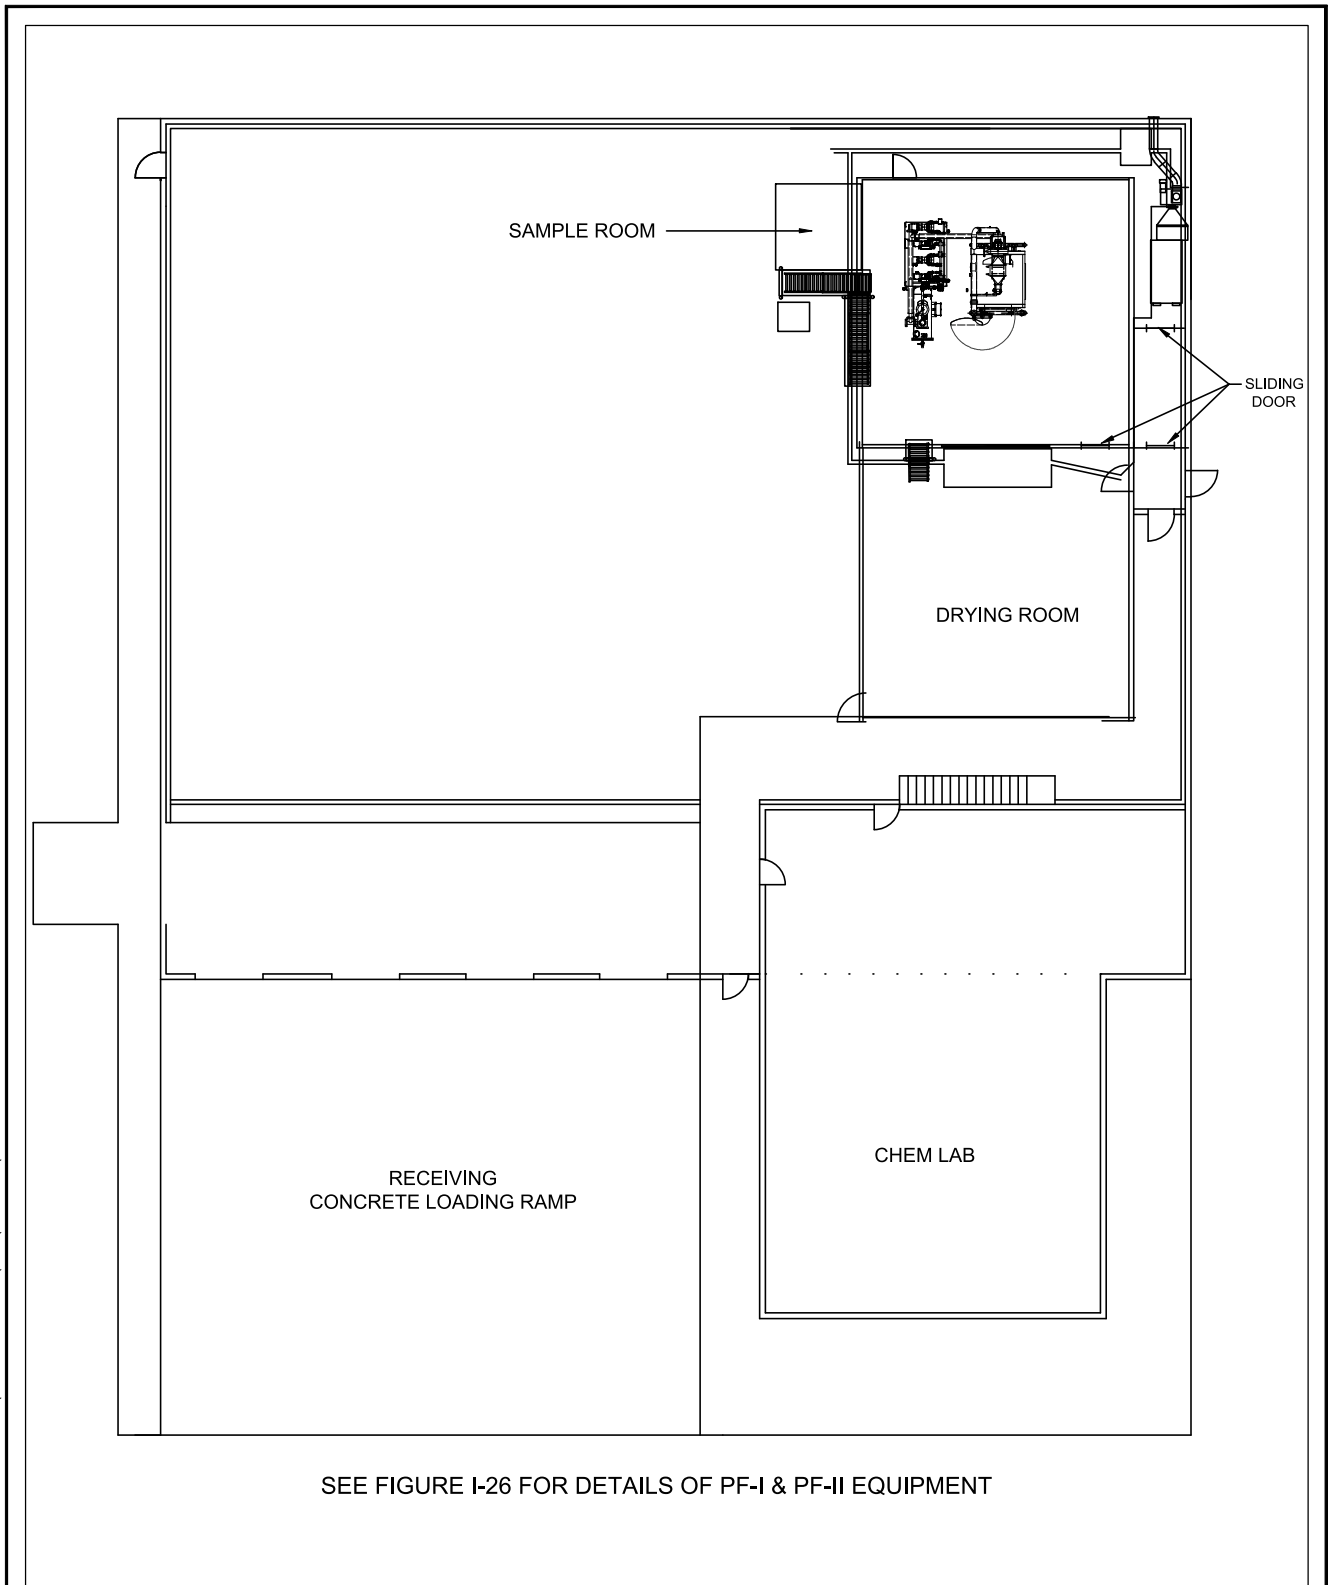 SAMPLE ROOM
SLIDING
DOOR
DRYING ROOM
CHEM LAB
RECEIVING
CONCRETE LOADING RAMP
SEE FIGURE I-26 FOR DETAILS OF PF-I & PF-II EQUIPMENT